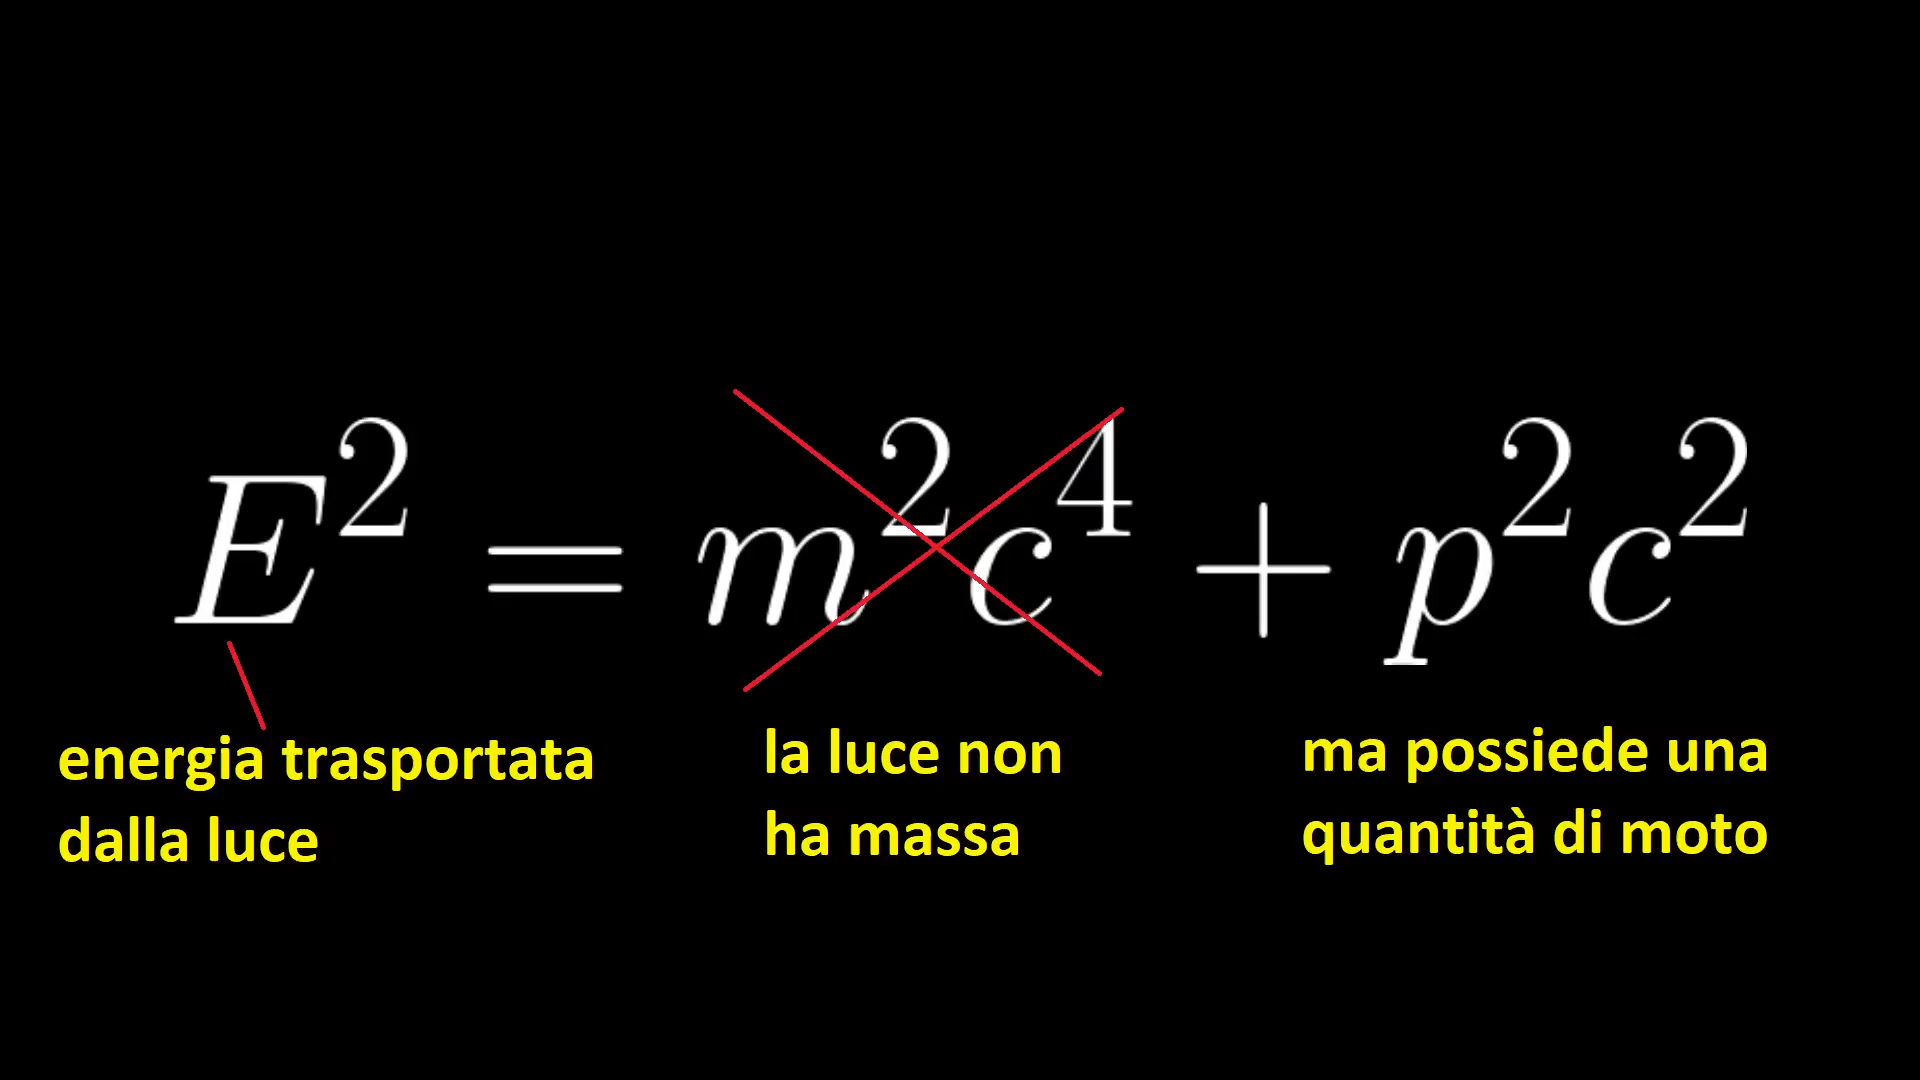 E² = m²c⁴ + p²c²
energia trasportata
dalla luce
la luce non
ha massa
ma possiede una
quantità di moto